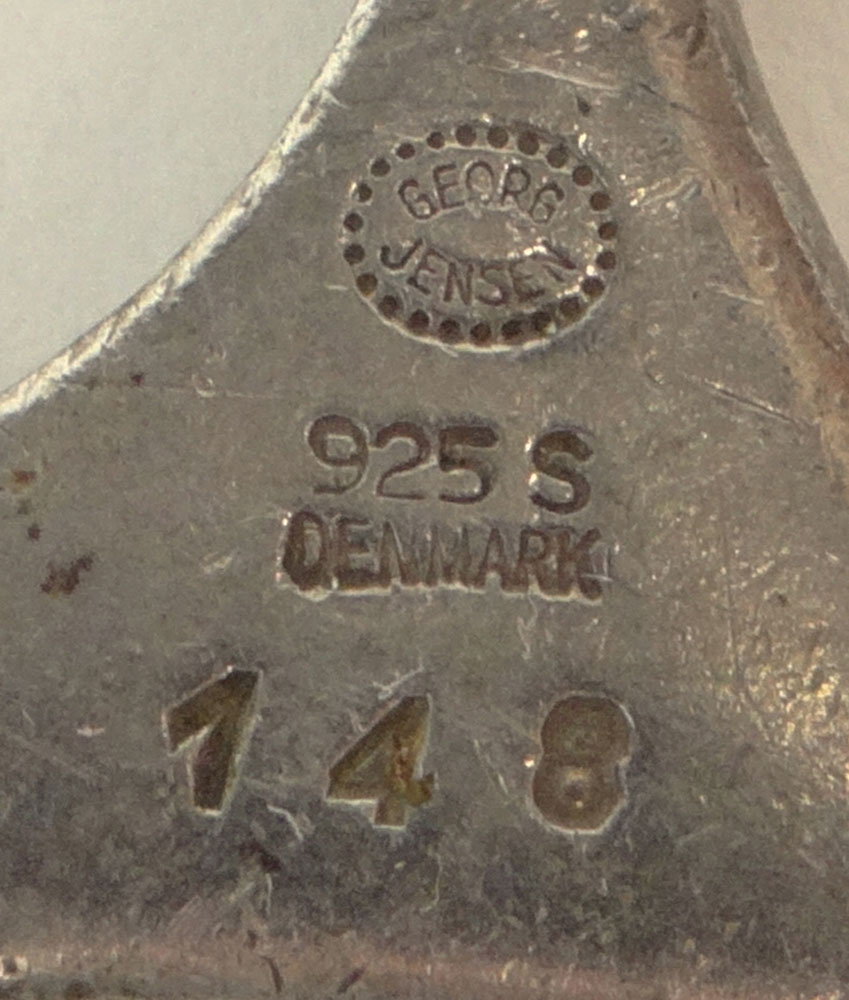 GEORG
JENSEN
925 S
DENMARK
148